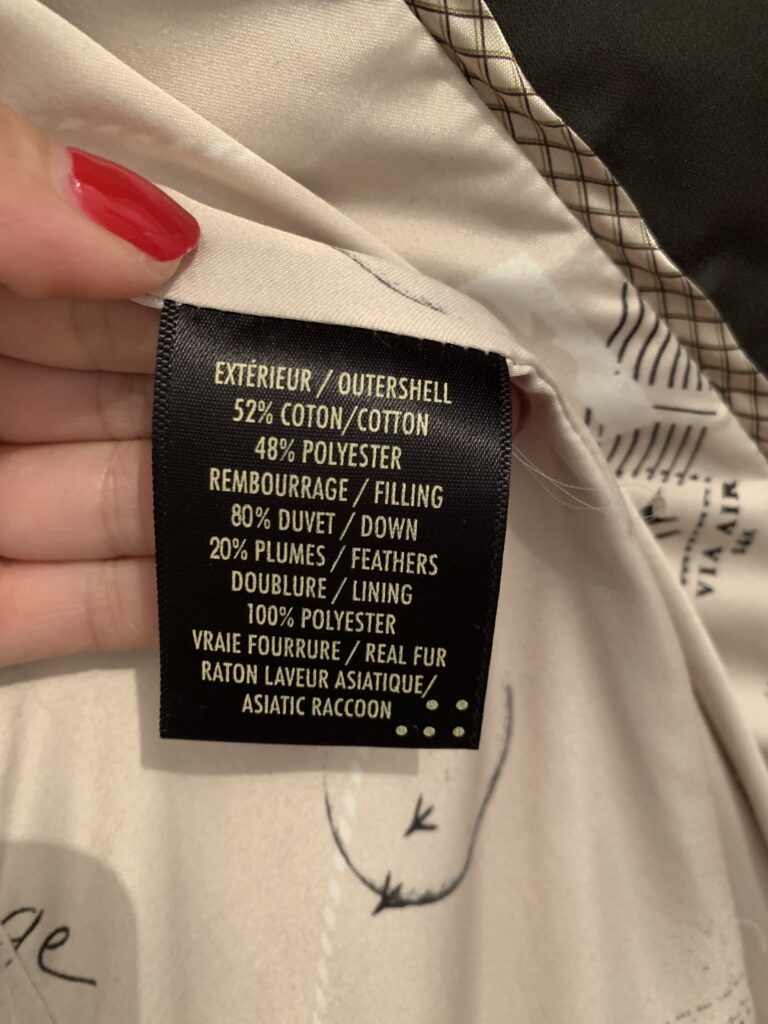 EXTÉRIEUR / OUTERSHELL
52% COTON/COTTON
48% POLYESTER
REMBOURRAGE / FILLING
80% DUVET / DOWN
20% PLUMES / FEATHERS
DOUBLURE / LINING
100% POLYESTER
VRAIE FOURRURE / REAL FUR
RATON LAVEUR ASIATIQUE/
ASIATIC RACCOON
VIA AIR